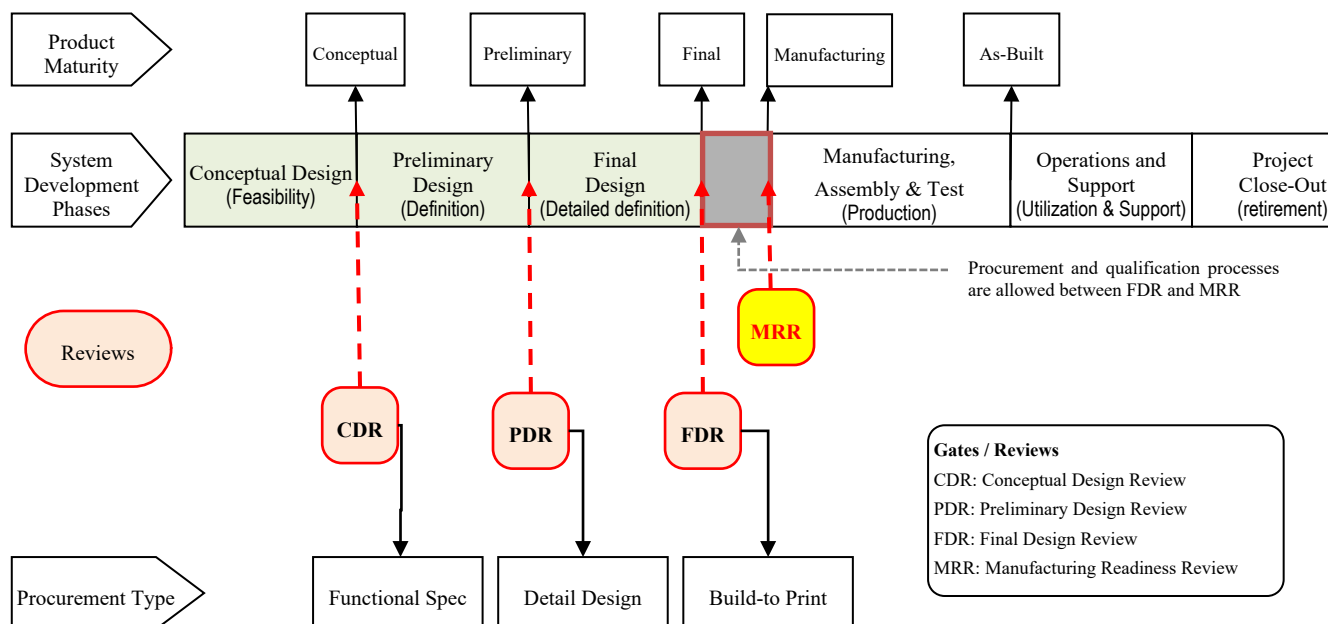 Product
Maturity
Conceptual
Preliminary
Final
Manufacturing
As-Built
System
Development
Phases
Conceptual Design
(Feasibility)
Preliminary
Design
(Definition)
Final
Design
(Detailed definition)
Manufacturing,
Assembly & Test
(Production)
Operations and
Support
(Utilization & Support)
Project
Close-Out
(retirement)
Procurement and qualification processes
are allowed between FDR and MRR
MRR
Reviews
CDR
PDR
FDR
Gates / Reviews
CDR: Conceptual Design Review
PDR: Preliminary Design Review
FDR: Final Design Review
MRR: Manufacturing Readiness Review
Procurement Type
Functional Spec
Detail Design
Build-to Print